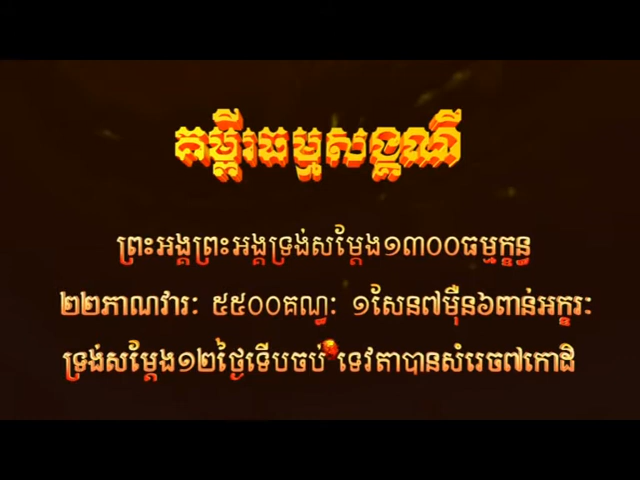 គម្ពីរធម្មសង្គណី
ព្រះអង្គព្រះអង្គទ្រង់សម្តែង១៣០០ធម្មក្ខន្ធ
២២ភាណវារៈ ៥៥០០គណ្ឋៈ ១សែន៧ម៉ឺន៦ពាន់អក្ខរៈ
ទ្រង់សម្តែង១២ថ្ងៃទើបចប់ ទេវតាបានសំរេច៧កោដិ